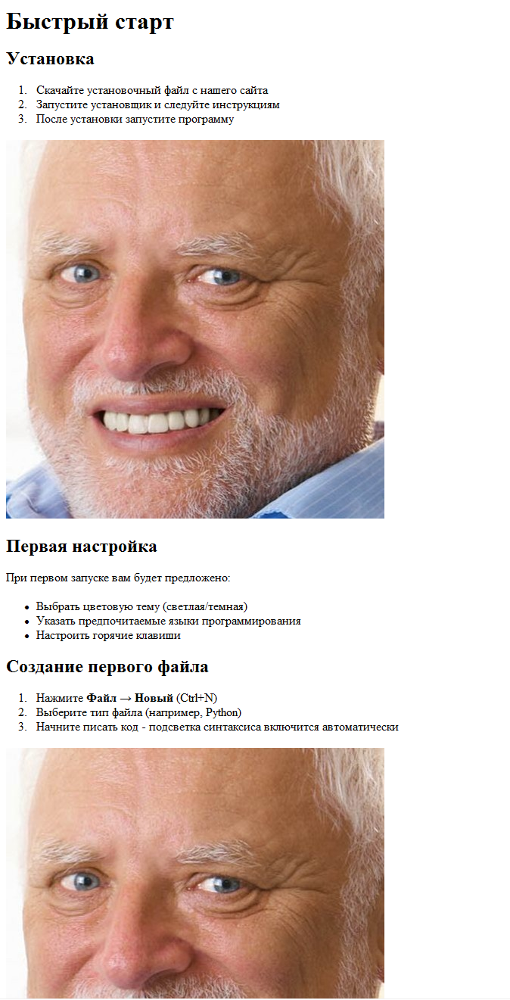 Быстрый старт
Установка
1. Скачайте установочный файл с нашего сайта
2. Запустите установщик и следуйте инструкциям
3. После установки запустите программу
Первая настройка
При первом запуске вам будет предложено:
• Выбрать цветовую тему (светлая/темная)
• Указать предпочитаемые языки программирования
• Настроить горячие клавиши
Создание первого файла
1. Нажмите Файл → Новый (Ctrl+N)
2. Выберите тип файла (например, Python)
3. Начните писать код - подсветка синтаксиса включится автоматически